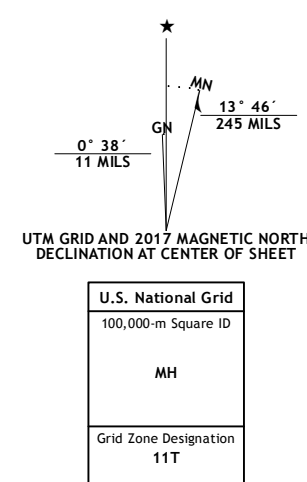 ★
MN
GN
13° 46´
245 MILS
0° 38´
11 MILS
UTM GRID AND 2017 MAGNETIC NORTH
DECLINATION AT CENTER OF SHEET
U.S. National Grid
100,000-m Square ID
MH
Grid Zone Designation
11T